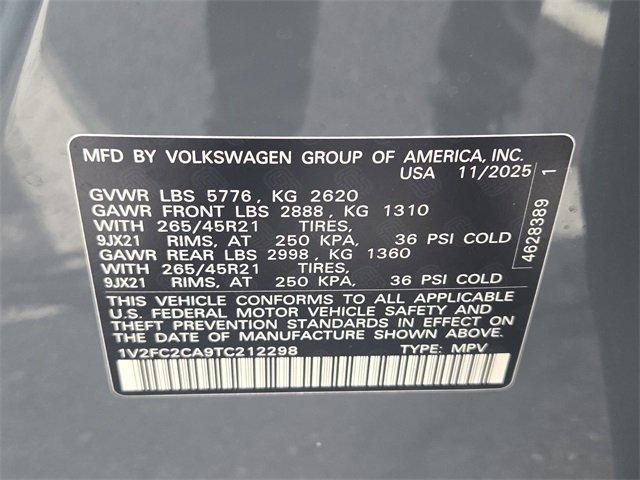 MFD BY VOLKSWAGEN GROUP OF AMERICA, INC.
USA 11/2025
GVWR LBS 5776, KG 2620
GAWR FRONT LBS 2888, KG 1310
WITH 265/45R21 TIRES,
9JX21 RIMS, AT 250 KPA, 36 PSI COLD
GAWR REAR LBS 2998, KG 1360
WITH 265/45R21 TIRES,
9JX21 RIMS, AT 250 KPA, 36 PSI COLD
THIS VEHICLE CONFORMS TO ALL APPLICABLE
U.S. FEDERAL MOTOR VEHICLE SAFETY AND
THEFT PREVENTION STANDARDS IN EFFECT ON
THE DATE OF MANUFACTURE SHOWN ABOVE.
1V2FC2CA9TC212298 TYPE: MPV
4628389 1